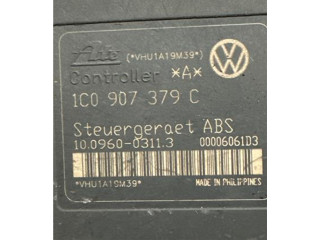 Ate (*VHU1A19M39*)
Controller *A*
1C0 907 379 C
Steuergeraet ABS
10.0960-0311.3 00006061D3
*VHU1A19M39*
MADE IN PHILIPPINES